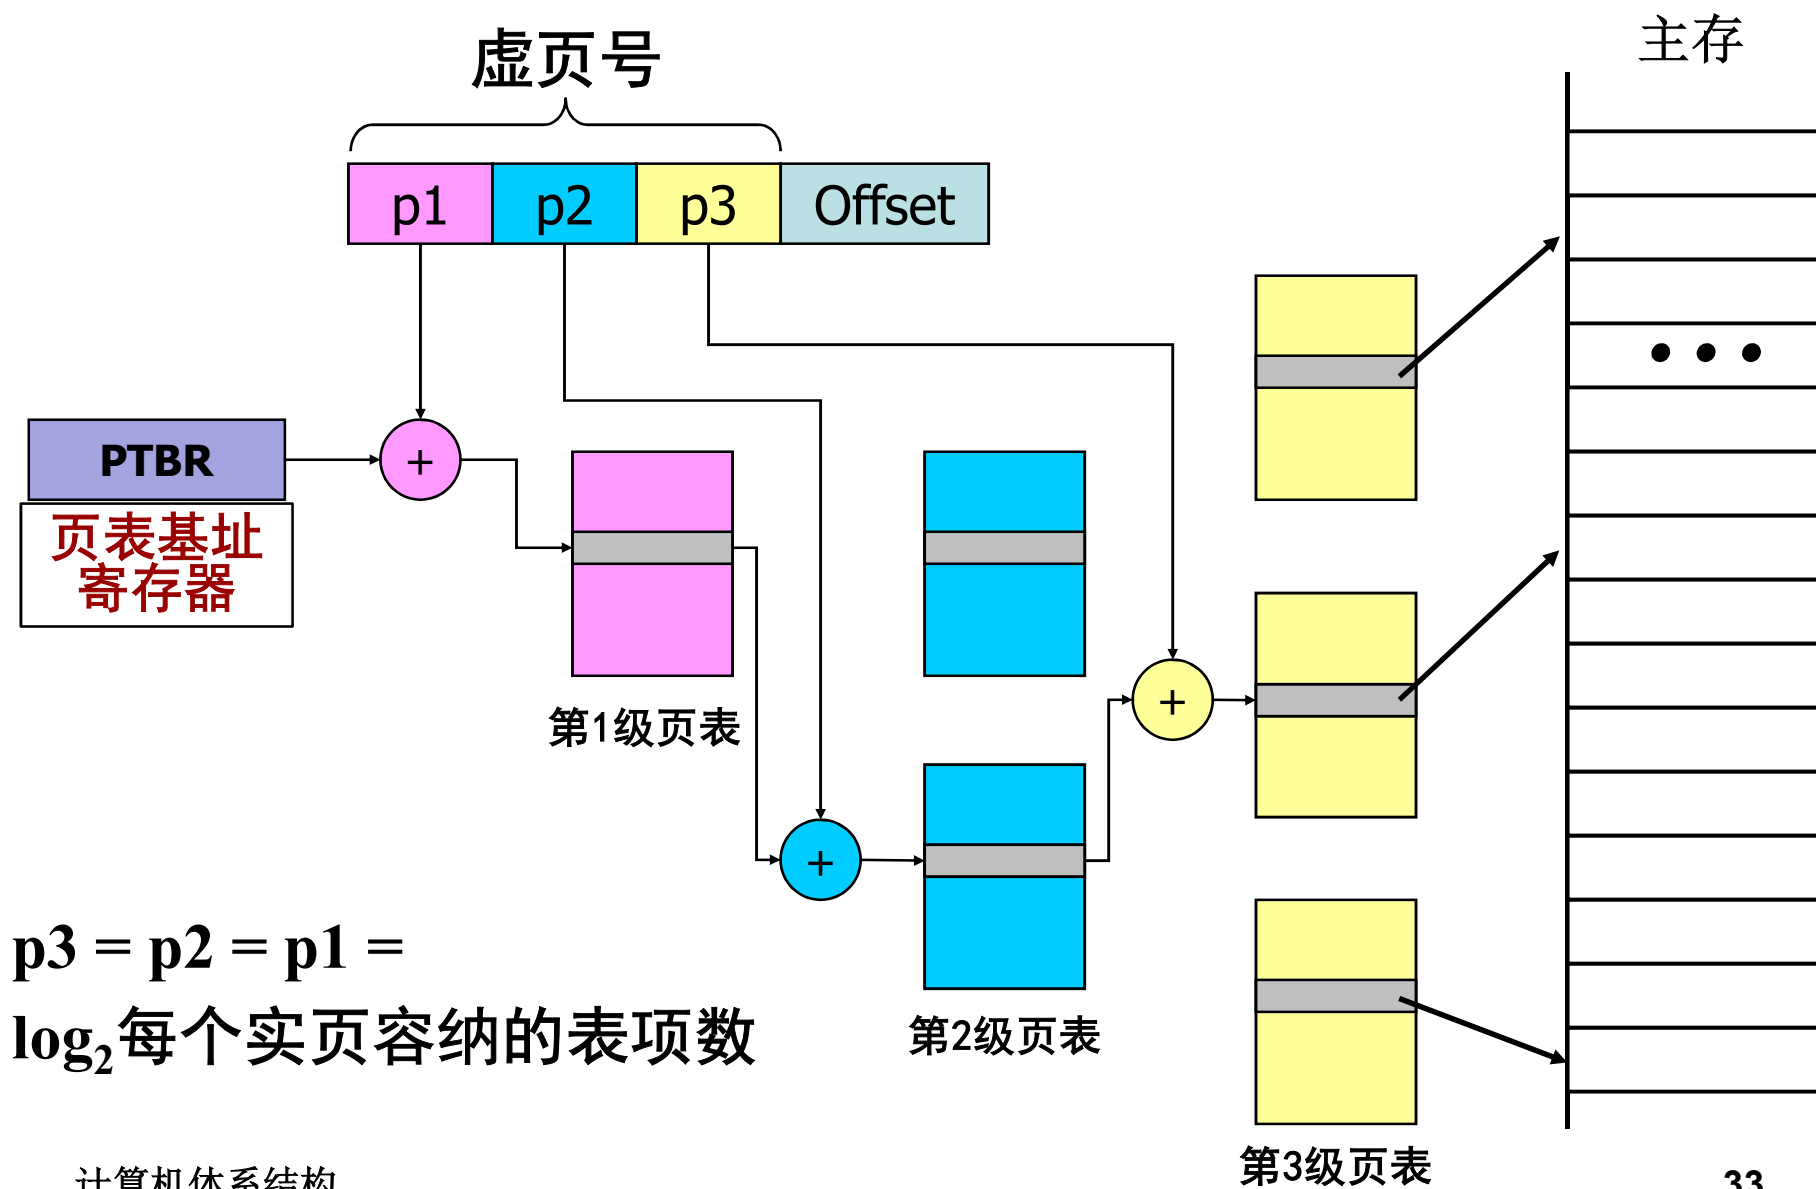 主存
虚页号
p1 p2 p3 Offset
PTBR
+
页表基址
寄存器
第1级页表
+
+
p3 = p2 = p1 =
log₂每个实页容纳的表项数
第2级页表
第3级页表
计算机体系结构
33